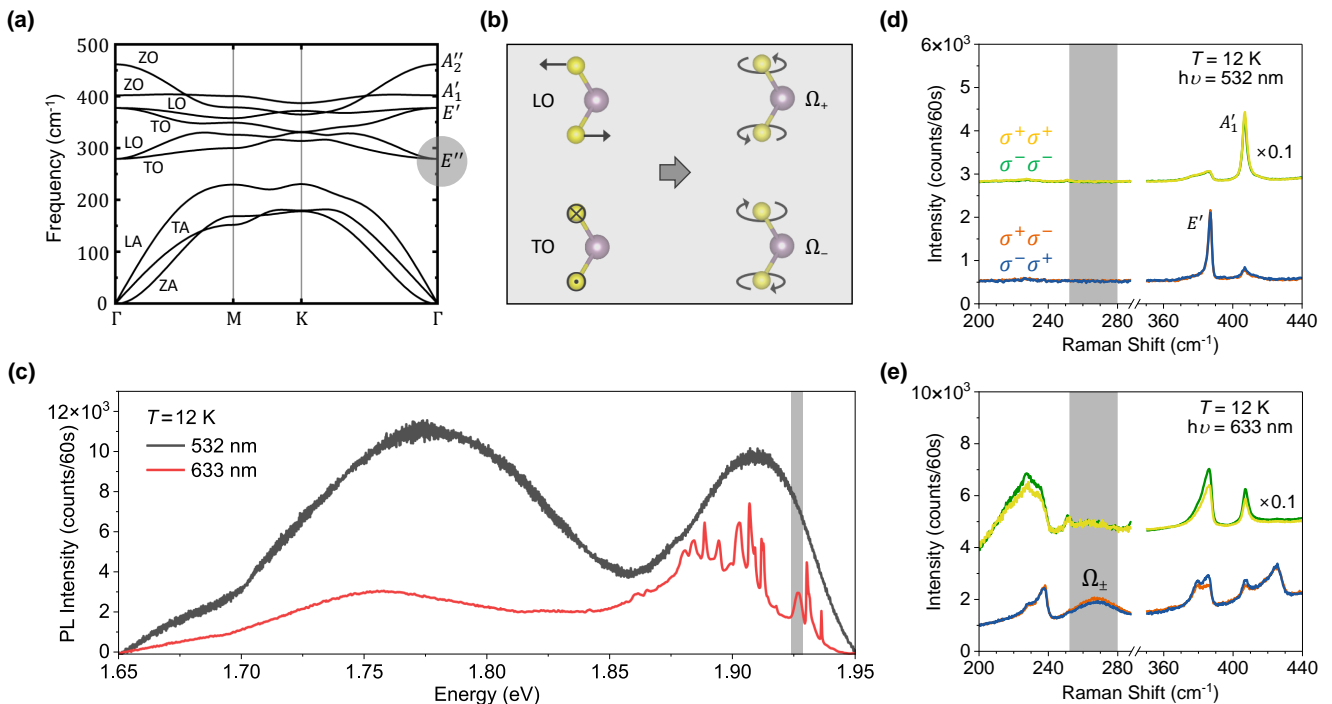 (a)
500
400
300
200
100
0
Frequency (cm⁻¹)
ZO
ZO
LO
TO
LO
TO
LA
TA
ZA
A₂′′
A₁′
E′
E′′
Γ
M
K
Γ
(b)
LO
Ω₊
TO
Ω₋
(c)
12×10³
10
8
6
4
2
0
PL Intensity (counts/60s)
T = 12 K
532 nm
633 nm
1.65
1.70
1.75
1.80
1.85
1.90
1.95
Energy (eV)
(d)
6×10³
5
4
3
2
1
0
Intensity (counts/60s)
T = 12 K
hυ = 532 nm
σ⁺σ⁺
σ⁻σ⁻
A₁′
×0.1
σ⁺σ⁻
σ⁻σ⁺
E′
200
240
280
360
400
440
Raman Shift (cm⁻¹)
(e)
10×10³
8
6
4
2
0
Intensity (counts/60s)
T = 12 K
hυ = 633 nm
×0.1
Ω±
200
240
280
360
400
440
Raman Shift (cm⁻¹)